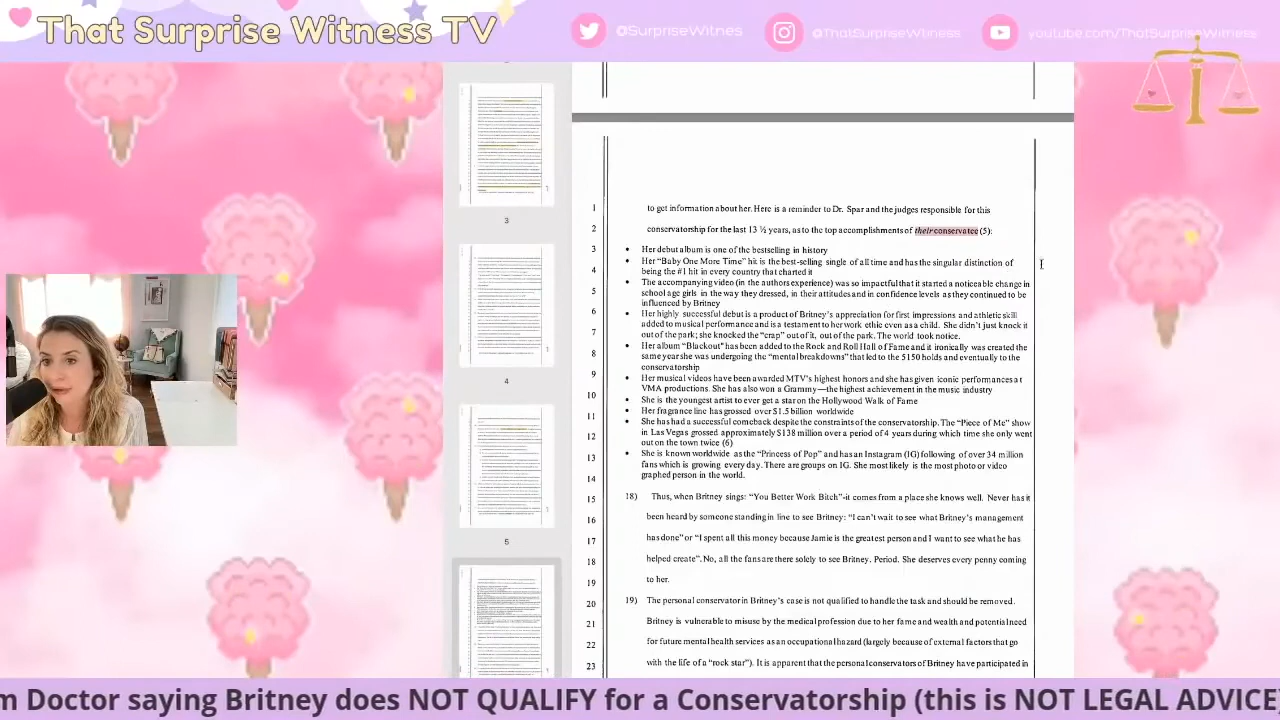 That Surprise Witness TV
@SurpriseWitnes
@ThatSurpriseWitness
youtube.com/ThatSurpriseWitness
3
4
5
1 to get information about her. Here is a reminder to Dr. Spar and the judges responsible for this
2 conservatorship for the last 13 ½ years, as to the top accomplishments of their conservatee (5):
3 • Her debut album is one of the bestselling in history
• Her "Baby One More Time" hit is the best-selling single of all time and has the singular distinction of
4 became #1 hit in every country that charted it
• The accompanying video (in the authors experience) was so impactful that it started a noticeable change in
5 school age girls in the way they dressed, in their attitudes and in confidence boost as they continued to be
influenced by Britney
6 • Her highly successful debut is a product of Britney's appreciation for first impressions and athletic skill
added to musical performance and is a testament to her work ethic even as a child. She didn't just knock it
7 out of the park; she knocked the "crap" out of it, out of the park. The world took notice.
• Her album "Blackout" has been added to the Rock and Roll Hall of Fame and it ironically was created the
8 same year she was undergoing the "mental breakdowns" that led to the 5150 holds and eventually to the
conservatorship
9 • Her musical videos have been awarded MTV's highest honors and she has given iconic performances at
VMA productions. She has also won a Grammy—the highest achievement in the music industry
10 • She is the youngest artist to ever get a star on the Hollywood Walk of Fame
11 • Her fragrance line has grossed over $1.5 billion worldwide
• She has had a successful comeback despite the constraints of the conservatorship. The "Piece of Me" show
12 in Las Vegas grossed approximately $138 million over a period of 4 years during which time she only went
out on the town twice (6)
13 • She is known worldwide as the "Princess of Pop" and has an Instagram (IG) following of over 34 million
fans which is growing every day. There are groups on IG. She most likely is the most photo or video
14 graphed person in the world.
15 18) Thus, when Britney sings: "You Better Work Bitch"-it comes from a place she knows well. Never has it
16 been heard by someone standing in line to see Britney: "I can't wait to see what Britney's management
17 has done" or "I spent all this money because Jamie is the greatest person and I want to see what he has
18 helped create". No, all the fans are there solely to see Britney. Period. She deserves every penny coming
19 to her.
20 19) If the conservator in Britney's case is not qualified to handle the job, he must be removed.
21 Britney is vulnerable to misuse by the medical profession due to her fame, fortune and potential need
22 for future mental health services as an occupational hazard (largely because of certain factors that go
23 with the life of a "rock star").
m Doctor saying Britney does NOT QUALIFY for a Conservatorship (this is NOT LEGAL ADVICE)